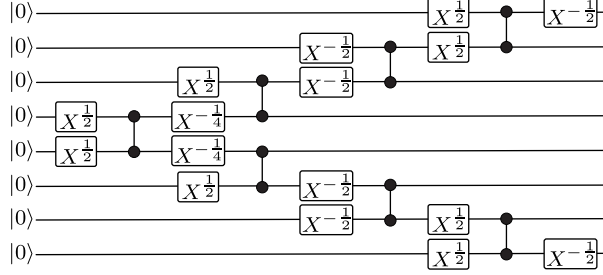 |0⟩ X^{1/2} X^{-1/2}
|0⟩ X^{-1/2} X^{1/2}
|0⟩ X^{1/2} X^{-1/2}
|0⟩ X^{1/2} X^{-1/4}
|0⟩ X^{1/2} X^{-1/4}
|0⟩ X^{1/2} X^{-1/2}
|0⟩ X^{-1/2} X^{1/2}
|0⟩ X^{1/2} X^{-1/2}